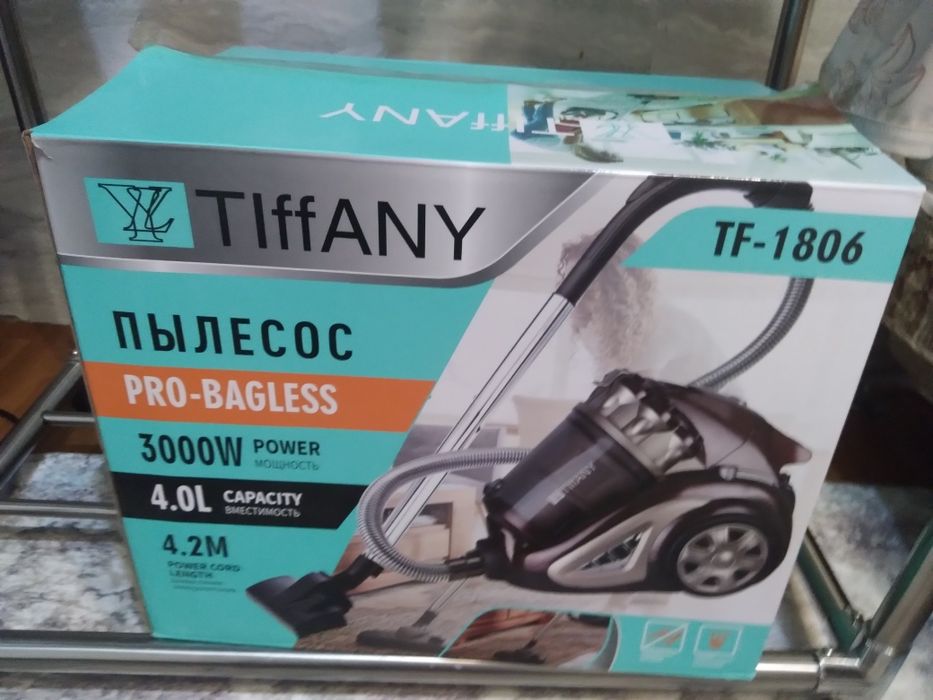 TIffANY
TIffANY
TF-1806
ПЫЛЕСОС
PRO-BAGLESS
3000W POWER
МОЩНОСТЬ
4.0L CAPACITY
ВМЕСТИМОСТЬ
4.2M
POWER CORD
LENGTH
TIffANY